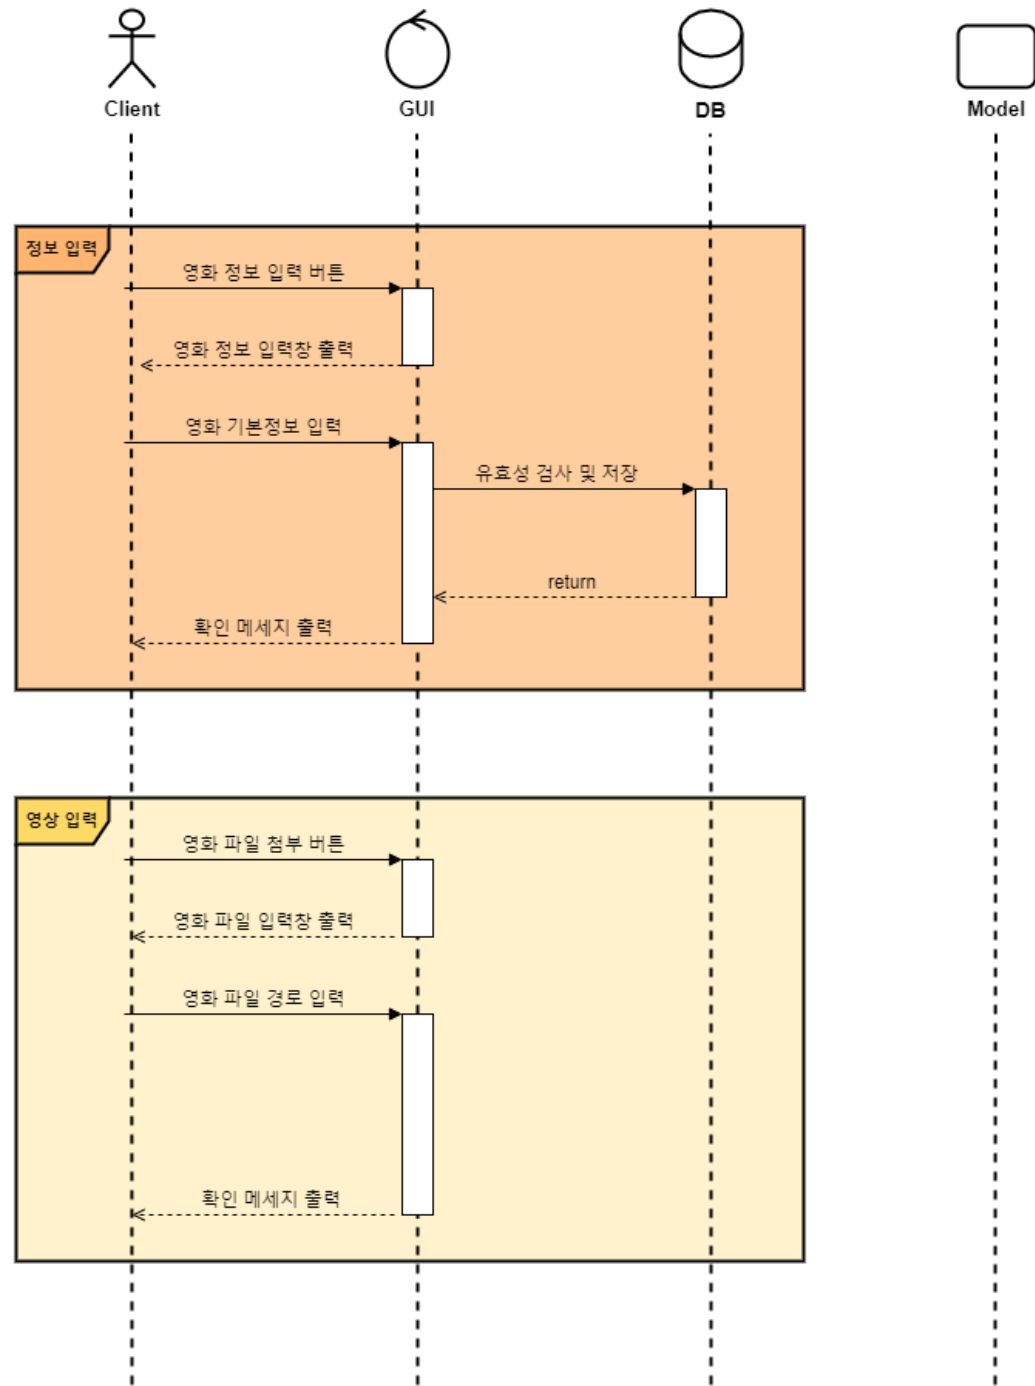 Client
GUI
DB
Model
정보 입력
영화 정보 입력 버튼
영화 정보 입력창 출력
영화 기본정보 입력
유효성 검사 및 저장
return
확인 메세지 출력
영상 입력
영화 파일 첨부 버튼
영화 파일 입력창 출력
영화 파일 경로 입력
확인 메세지 출력